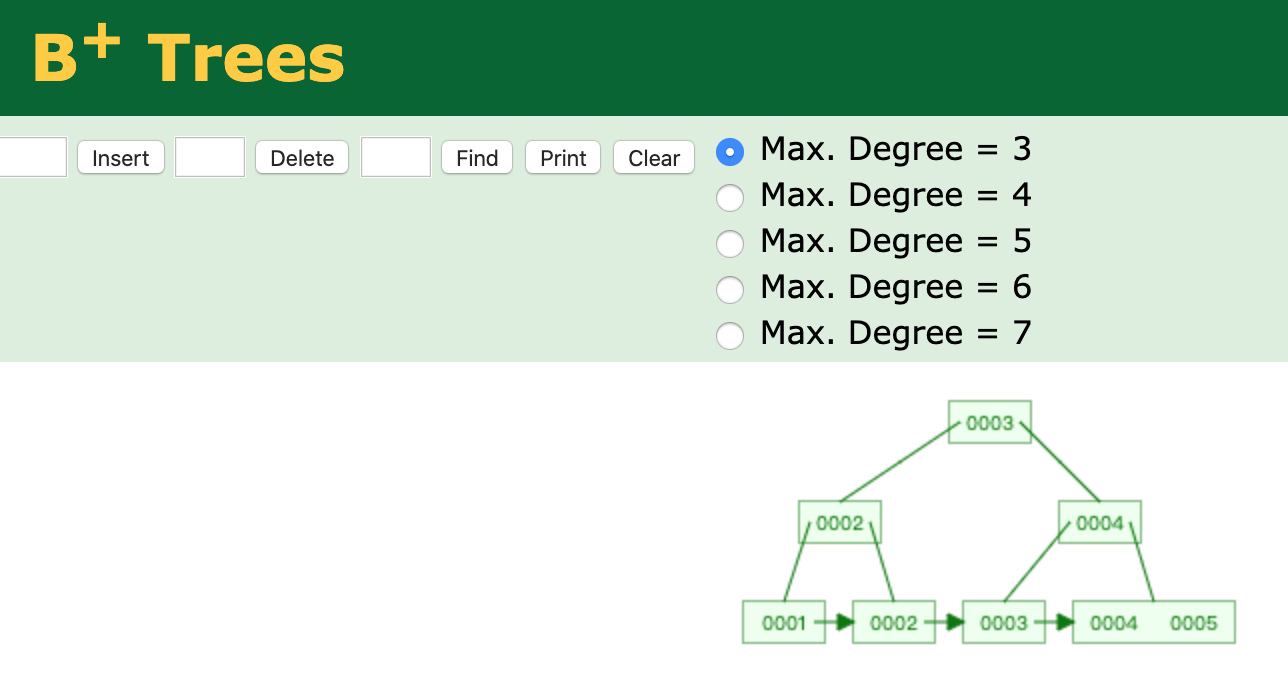 B+ Trees
Insert Delete Find Print Clear
Max. Degree = 3
Max. Degree = 4
Max. Degree = 5
Max. Degree = 6
Max. Degree = 7
0003
0002 0004
0001 0002 0003 0004 0005